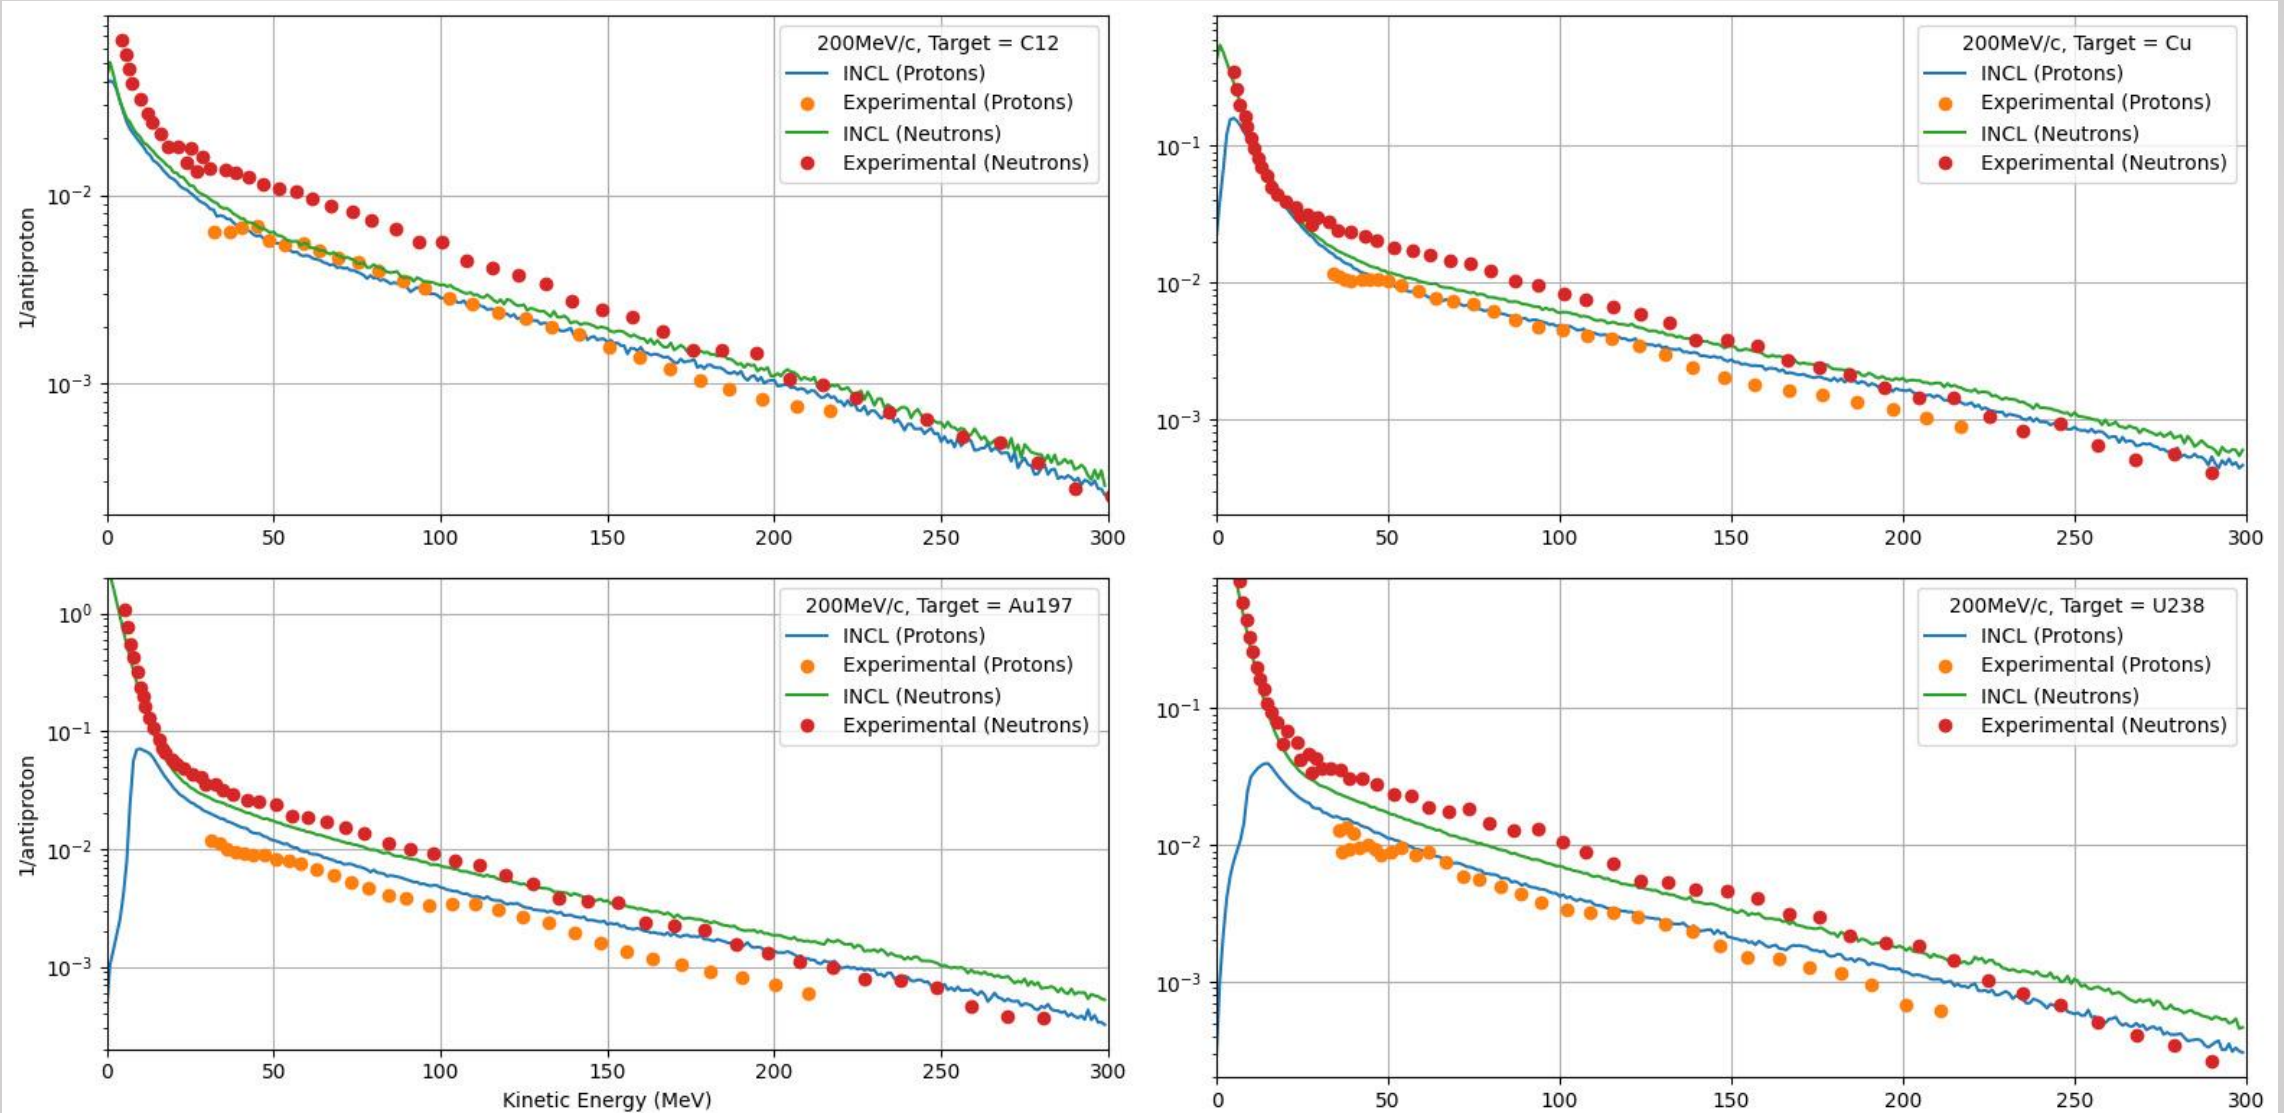 200MeV/c, Target = C12
INCL (Protons)
Experimental (Protons)
INCL (Neutrons)
Experimental (Neutrons)
10⁻²
10⁻³
1/antiproton
0 50 100 150 200 250 300
200MeV/c, Target = Cu
INCL (Protons)
Experimental (Protons)
INCL (Neutrons)
Experimental (Neutrons)
10⁻¹
10⁻²
10⁻³
0 50 100 150 200 250 300
200MeV/c, Target = Au197
INCL (Protons)
Experimental (Protons)
INCL (Neutrons)
Experimental (Neutrons)
10⁰
10⁻¹
10⁻²
10⁻³
1/antiproton
0 50 100 150 200 250 300
Kinetic Energy (MeV)
200MeV/c, Target = U238
INCL (Protons)
Experimental (Protons)
INCL (Neutrons)
Experimental (Neutrons)
10⁻¹
10⁻²
10⁻³
0 50 100 150 200 250 300